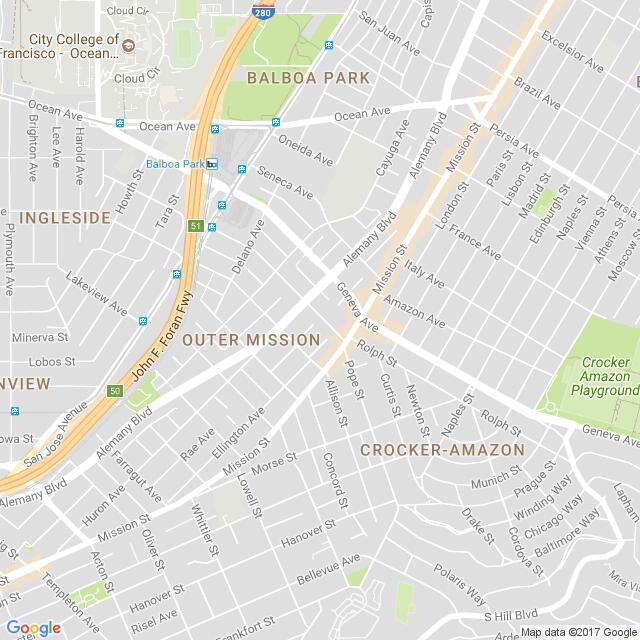 Cloud Cir
280
San Juan Ave
Cayuga
City College of
Francisco - Ocean...
Excelsior Ave
Cloud Cir
BALBOA PARK
Brazil Ave
Ocean Ave
Ocean Ave
Ocean Ave
Persia Ave
Brighton Ave
Lee Ave
Harold Ave
Oneida Ave
Cayuga Ave
Alemany Blvd
Mission St
Balboa Park
Seneca Ave
Paris St
Lisbon St
Madrid St
Edinburgh St
Naples St
Vienna St
Athens St
Moscow St
Persia
Howth St
Tara St
INGLESIDE
London St
Plymouth Ave
51
Delano Ave
Alemany Blvd
France Ave
Lakeview Ave
Mission St
Italy Ave
John F. Foran Fwy
Geneva Ave
Amazon Ave
Minerva St
OUTER MISSION
Rolph St
Lobos St
Crocker
Amazon
Playground
NVIEW
50
Pope St
Allison St
Curtis St
Newton St
Naples St
Rolph St
San Jose Avenue
Alemany Blvd
Ellington Ave
Geneva Ave
owa St
Rae Ave
Mission St
CROCKER-AMAZON
Morse St
Farragut Ave
Munich St
Prague St
Alemany Blvd
Huron Ave
Lowell St
Concord St
Winding Way
Lapham
Mission St
Whittier St
Drake St
Chicago Way
Oliver St
Hanover St
Cordova St
Baltimore Way
Acton St
Bellevue Ave
Polaris Way
Mira Vis
Templeton Ave
Hanover St
Risel Ave
S Hill Blvd
Frankfort St
Google
Map data ©2017 Google